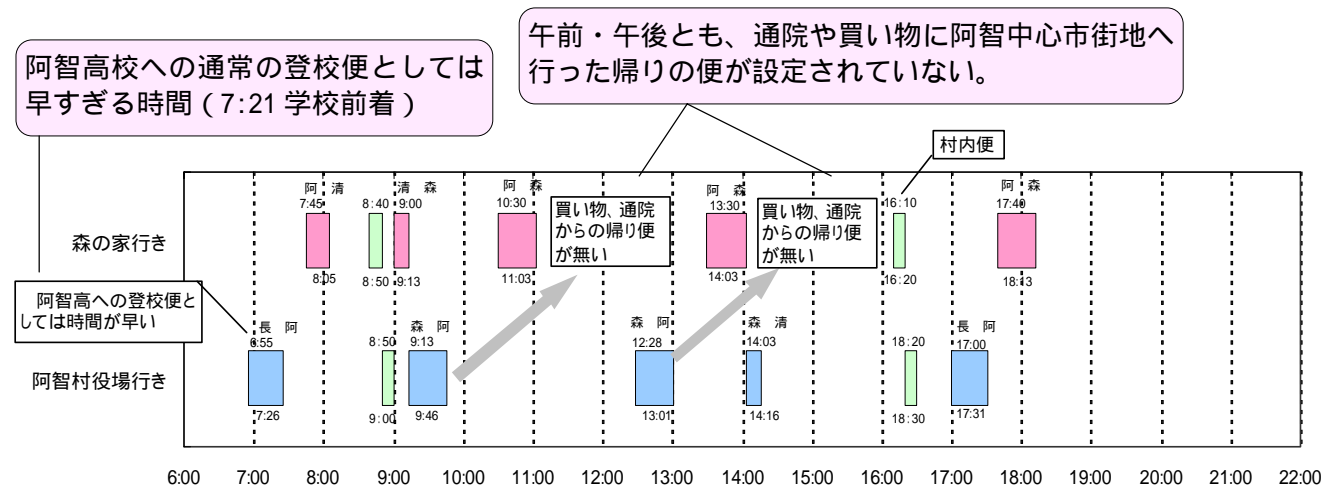 阿智高校への通常の登校便としては
早すぎる時間（7:21 学校前着）
午前・午後とも、通院や買い物に阿智中心市街地へ
行った帰りの便が設定されていない。
村内便
森の家行き
阿 清
7:45
8:05
8:40
8:50
清 森
9:00
9:13
阿 森
10:30
11:03
買い物、通院
からの帰り便
が無い
阿 森
13:30
14:03
買い物、通院
からの帰り便
が無い
16:10
16:20
阿 森
17:40
18:13
阿智高への登校便と
しては時間が早い
阿智村役場行き
長 阿
6:55
7:26
8:50
9:00
森 阿
9:13
9:46
森 阿
12:28
13:01
森 清
14:03
14:16
18:20
18:30
長 阿
17:00
17:31
6:00 7:00 8:00 9:00 10:00 11:00 12:00 13:00 14:00 15:00 16:00 17:00 18:00 19:00 20:00 21:00 22:00